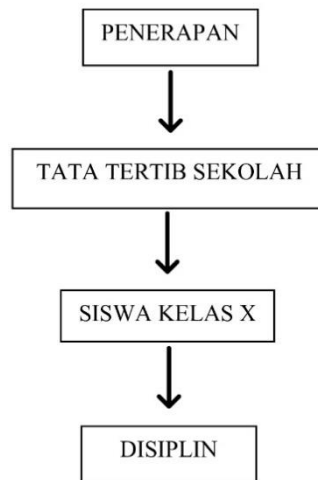 PENERAPAN
TATA TERTIB SEKOLAH
SISWA KELAS X
DISIPLIN